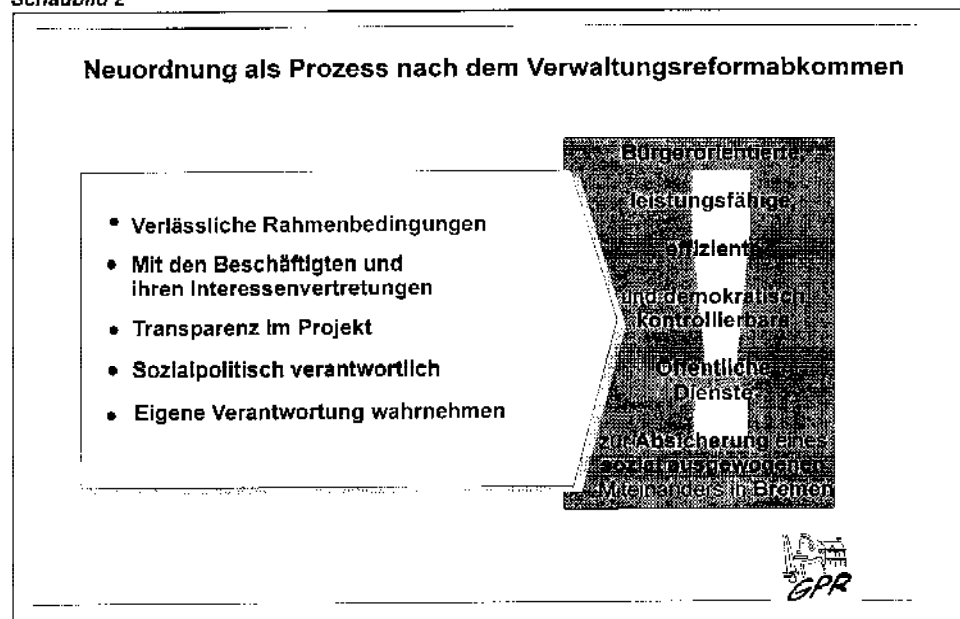 Schaubild 2
Neuordnung als Prozess nach dem Verwaltungsreformabkommen
• Verlässliche Rahmenbedingungen
• Mit den Beschäftigten und
ihren Interessenvertretungen
• Transparenz im Projekt
• Sozialpolitisch verantwortlich
• Eigene Verantwortung wahrnehmen
Bürgerorientierte
leistungsfähige,
effiziente
und demokratisch
kontrollierbare
Öffentliche
Dienste
zur Absicherung eines
sozial ausgewogenen
Miteinanders in Bremen
GPR